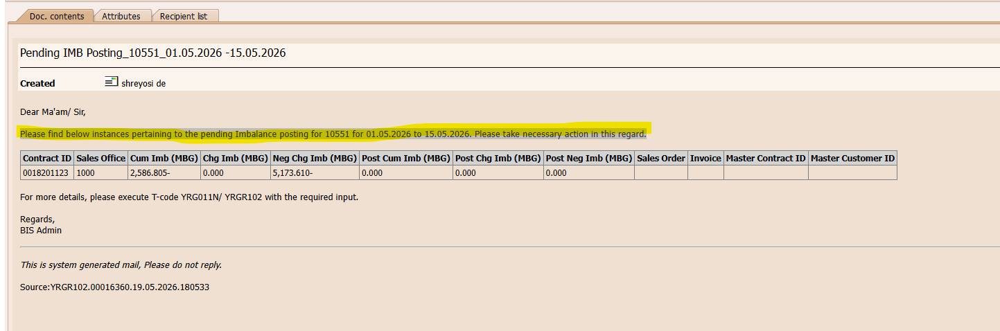 Doc. contents Attributes Recipient list
Pending IMB Posting_10551_01.05.2026 -15.05.2026
Created shreyosi de
Dear Ma'am/ Sir,
Please find below instances pertaining to the pending Imbalance posting for 10551 for 01.05.2026 to 15.05.2026. Please take necessary action in this regard.
Contract ID Sales Office Cum Imb (MBG) Chg Imb (MBG) Neg Chg Imb (MBG) Post Cum Imb (MBG) Post Chg Imb (MBG) Post Neg Imb (MBG) Sales Order Invoice Master Contract ID Master Customer ID
0018201123 1000 2,586.805- 0.000 5,173.610- 0.000 0.000 0.000
For more details, please execute T-code YRG011N/ YRGR102 with the required input.
Regards,
BIS Admin
This is system generated mail, Please do not reply.
Source:YRGR102.00016360.19.05.2026.180533